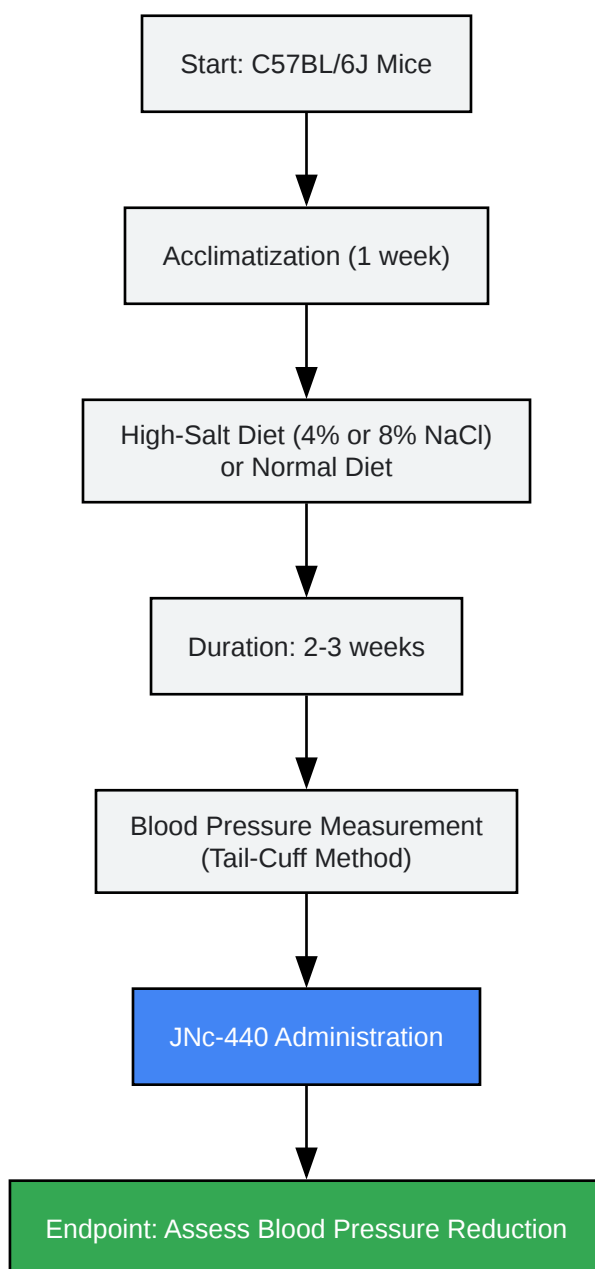 Start: C57BL/6J Mice
Acclimatization (1 week)
High-Salt Diet (4% or 8% NaCl)
or Normal Diet
Duration: 2-3 weeks
Blood Pressure Measurement
(Tail-Cuff Method)
JNc-440 Administration
Endpoint: Assess Blood Pressure Reduction